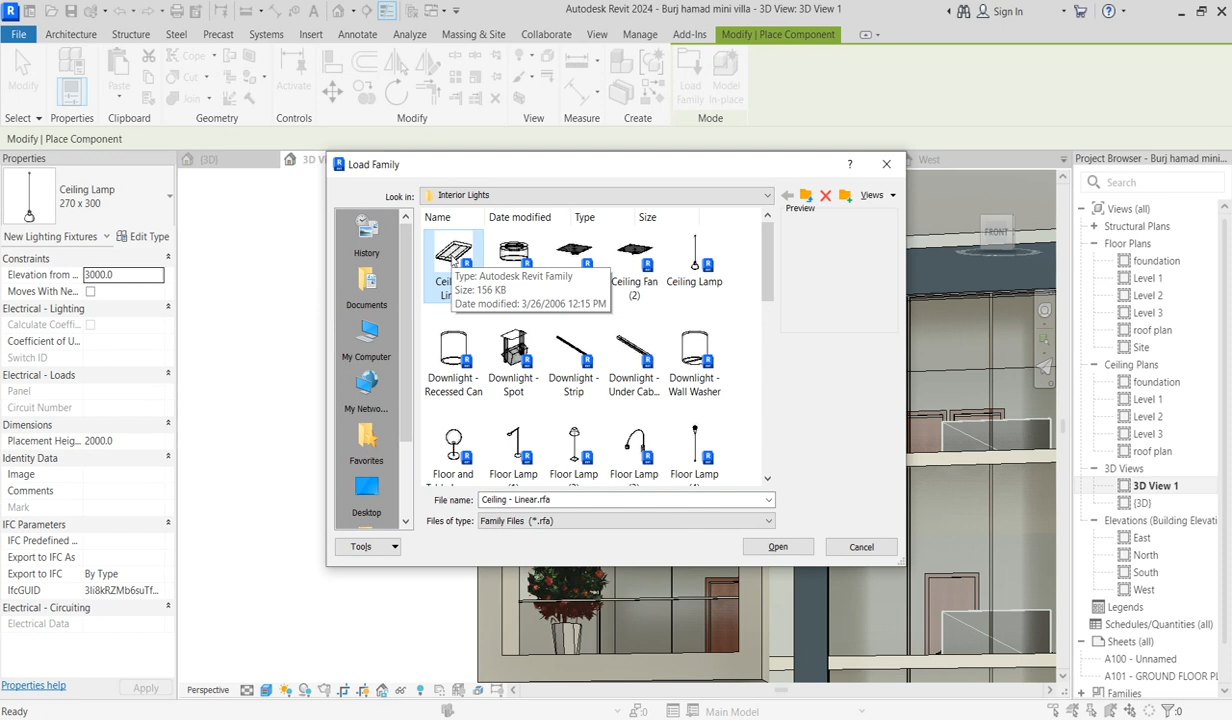 Autodesk Revit 2024 - Burj hamad mini villa - 3D View: 3D View 1
Sign In
File Architecture Structure Steel Precast Systems Insert Annotate Analyze Massing & Site Collaborate View Manage Add-Ins Modify | Place Component
Modify Paste Cope Cut Join Activate Load Family Model In-place
Select Properties Clipboard Geometry Controls Modify View Measure Create Mode
Modify | Place Component
Properties
Ceiling Lamp
270 x 300
New Lighting Fixtures Edit Type
Constraints
Elevation from ... 3000.0
Moves With Ne...
Electrical - Lighting
Calculate Coeffi...
Coefficient of U...
Switch ID
Electrical - Loads
Panel
Circuit Number
Dimensions
Placement Heig... 2000.0
Identity Data
Image
Comments
Mark
IFC Parameters
IFC Predefined ...
Export to IFC As
Export to IFC By Type
IfcGUID 3Ii8kRZMb6suTf...
Electrical - Circuiting
Electrical Data
Properties help Apply
{3D}
3D Vi
West
Load Family
Look in: Interior Lights Views
History
Documents
My Computer
My Netwo...
Favorites
Desktop
Name Date modified Type Size
Preview
Ceil
Lin
Type: Autodesk Revit Family
Size: 156 KB
Date modified: 3/26/2006 12:15 PM
Ceiling Fan (2)
Ceiling Lamp
Downlight - Recessed Can
Downlight - Spot
Downlight - Strip
Downlight - Under Cab...
Downlight - Wall Washer
Floor and
Floor Lamp
Floor Lamp
Floor Lamp
Floor Lamp
File name: Ceiling - Linear.rfa
Files of type: Family Files (*.rfa)
Tools Open Cancel
FRONT
Project Browser - Burj hamad mini...
Search
Views (all)
Floor Plans
foundation
Level 1
Level 2
Level 3
roof plan
Site
Ceiling Plans
foundation
Level 1
Level 2
Level 3
roof plan
3D Views
3D View 1
{3D}
Elevations (Building Elevati
East
North
South
West
Legends
Schedules/Quantities (all)
Sheets (all)
A100 - Unnamed
A101 - GROUND FLOOR PL
Families
Perspective
Ready
:0
Main Model
:0